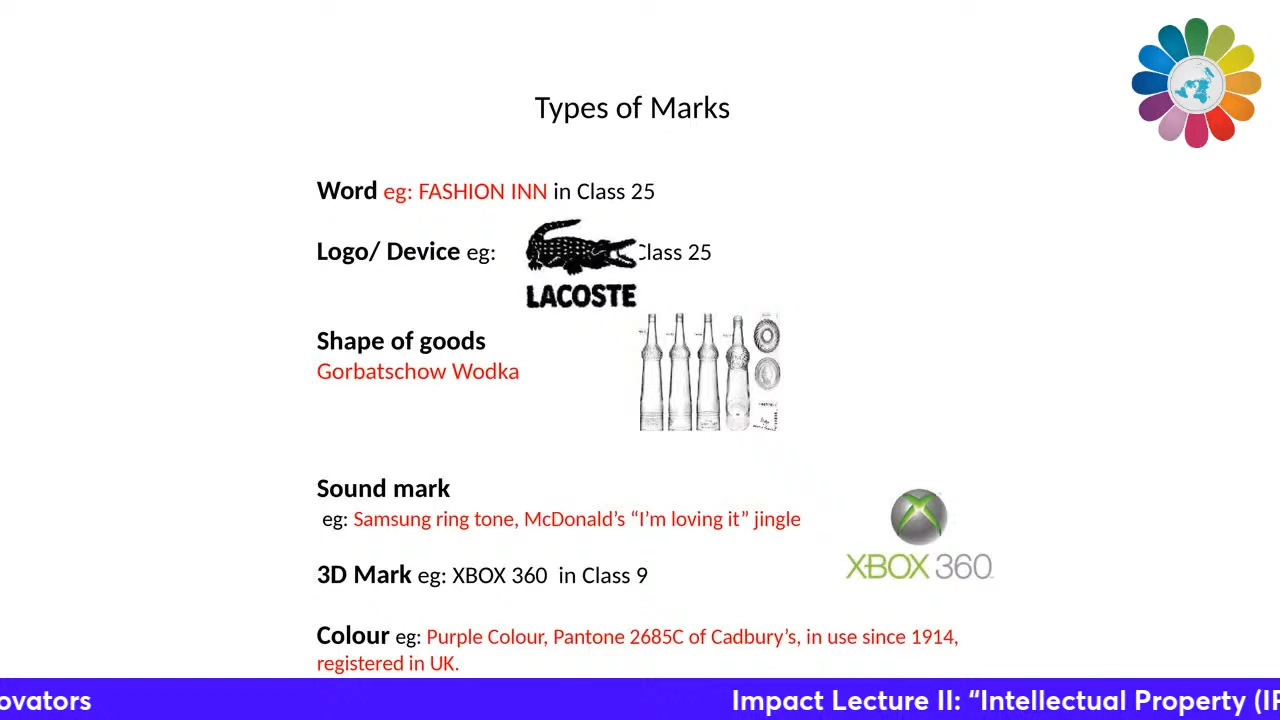 Types of Marks
Word eg: FASHION INN in Class 25
Logo/ Device eg: Class 25
LACOSTE
Shape of goods
Gorbatschow Wodka
Sound mark
eg: Samsung ring tone, McDonald’s “I’m loving it” jingle
XBOX 360
3D Mark eg: XBOX 360 in Class 9
Colour eg: Purple Colour, Pantone 2685C of Cadbury’s, in use since 1914,
registered in UK.
ovators Impact Lecture II: “Intellectual Property (IP